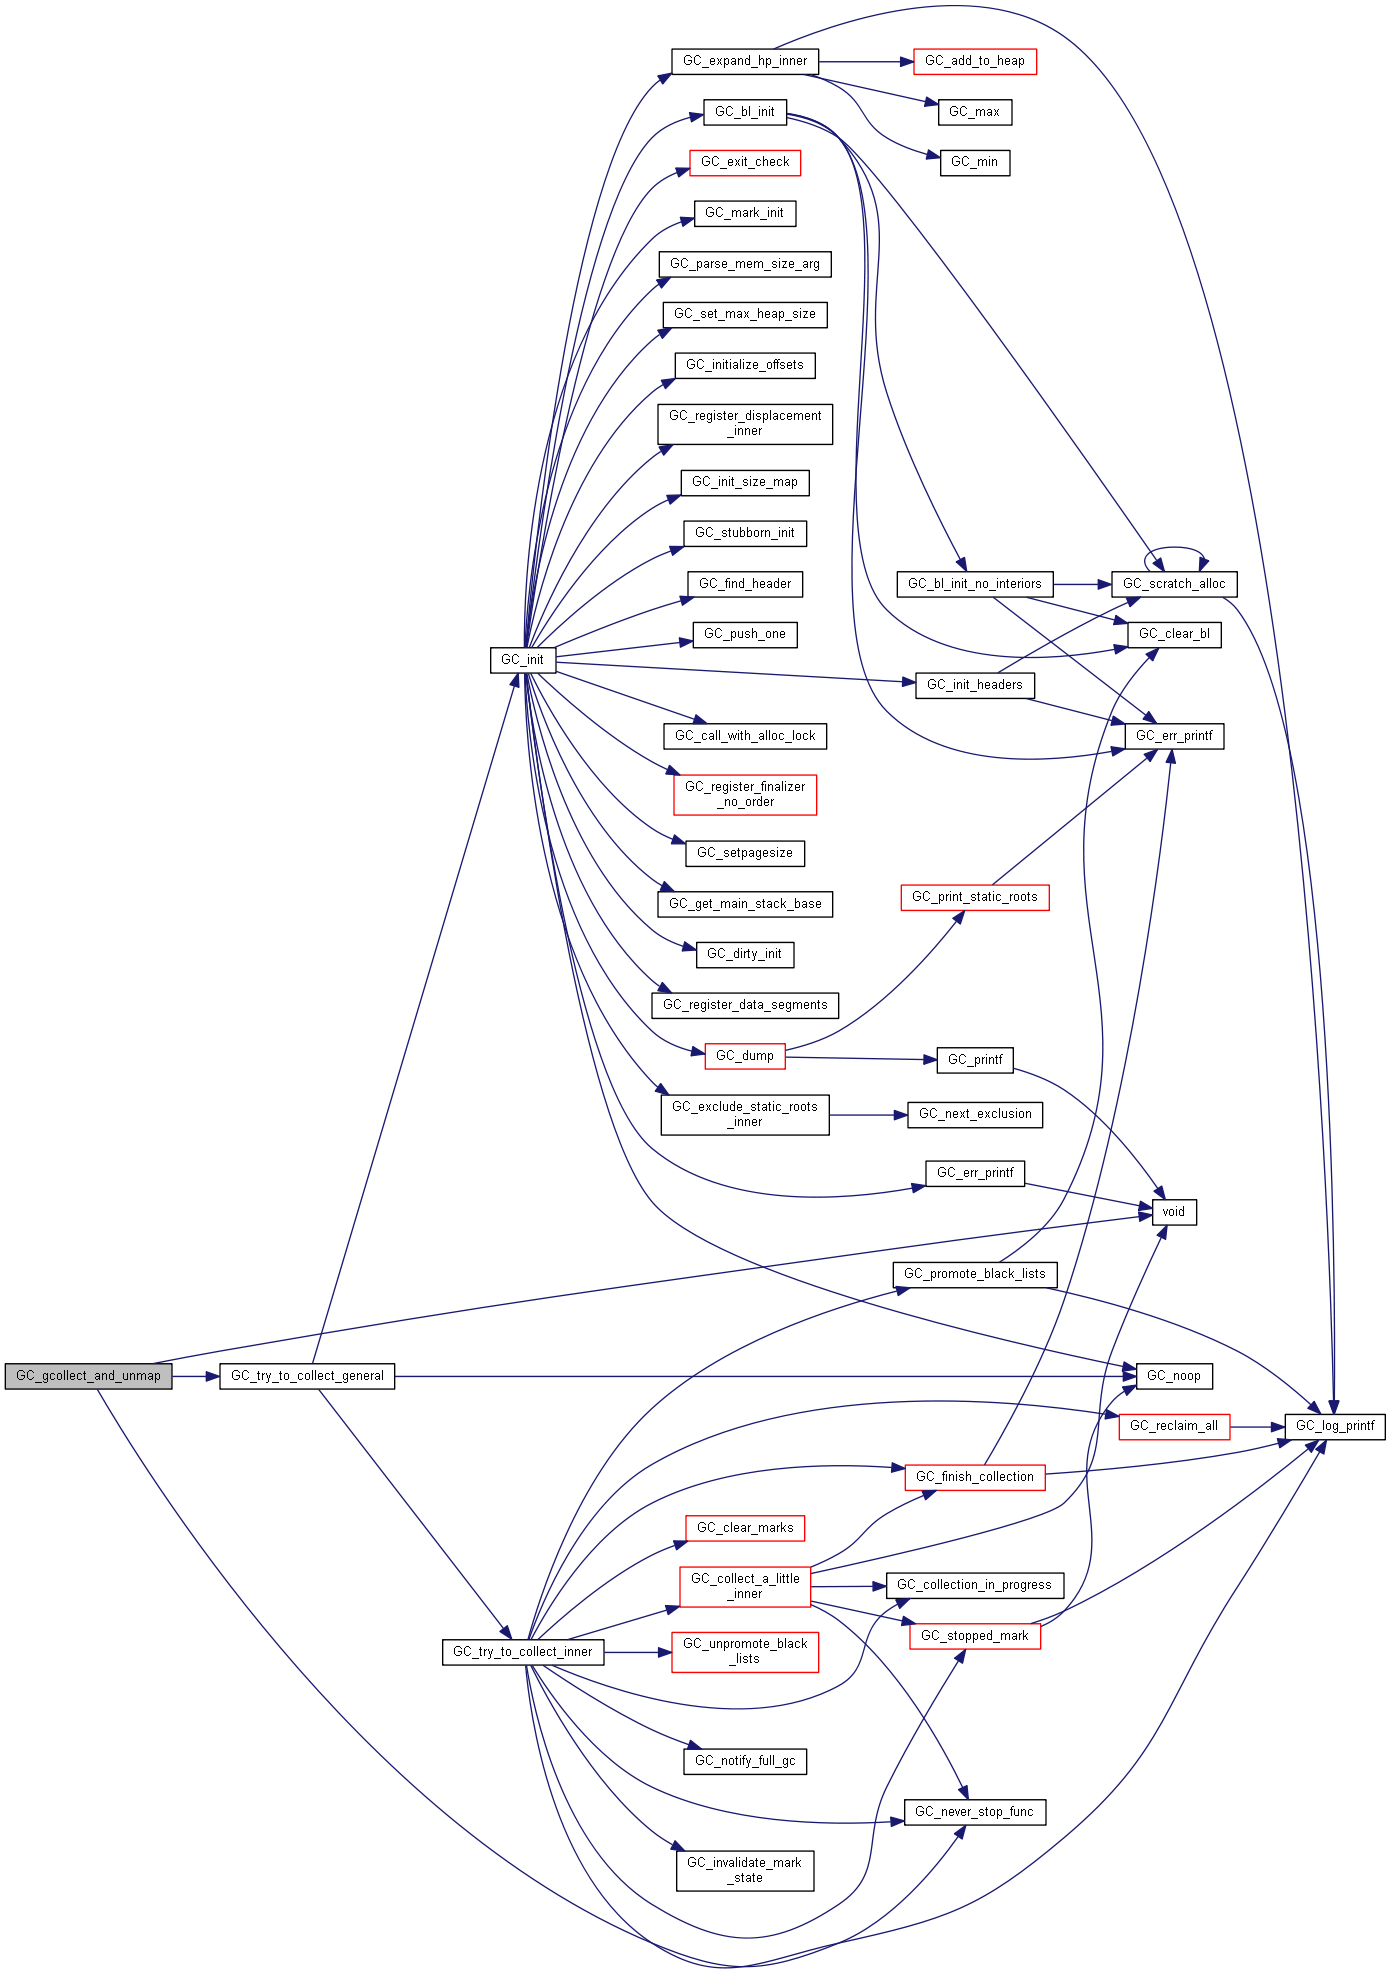 GC_expand_hp_inner
GC_add_to_heap
GC_bl_init
GC_max
GC_exit_check
GC_min
GC_mark_init
GC_parse_mem_size_arg
GC_set_max_heap_size
GC_initialize_offsets
GC_register_displacement
_inner
GC_init_size_map
GC_stubborn_init
GC_find_header
GC_bl_init_no_interiors
GC_scratch_alloc
GC_push_one
GC_clear_bl
GC_init
GC_init_headers
GC_call_with_alloc_lock
GC_err_printf
GC_register_finalizer
_no_order
GC_setpagesize
GC_get_main_stack_base
GC_print_static_roots
GC_dirty_init
GC_register_data_segments
GC_dump
GC_printf
GC_exclude_static_roots
_inner
GC_next_exclusion
GC_err_printf
void
GC_promote_black_lists
GC_gcollect_and_unmap
GC_try_to_collect_general
GC_noop
GC_reclaim_all
GC_log_printf
GC_finish_collection
GC_clear_marks
GC_collect_a_little
_inner
GC_collection_in_progress
GC_stopped_mark
GC_try_to_collect_inner
GC_unpromote_black
_lists
GC_notify_full_gc
GC_never_stop_func
GC_invalidate_mark
_state